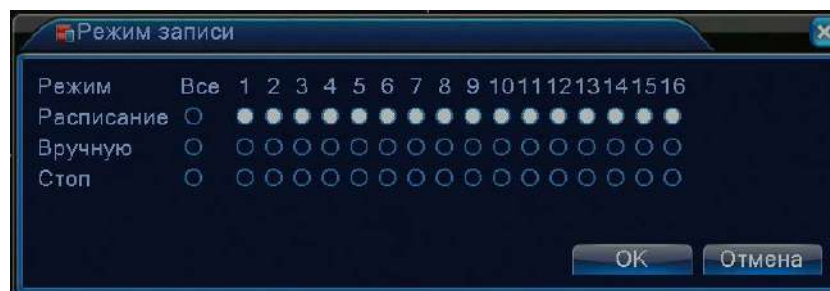 Режим записи
Режим Все 1 2 3 4 5 6 7 8 9 10 11 12 13 14 15 16
Расписание
Вручную
Стоп
OK Отмена